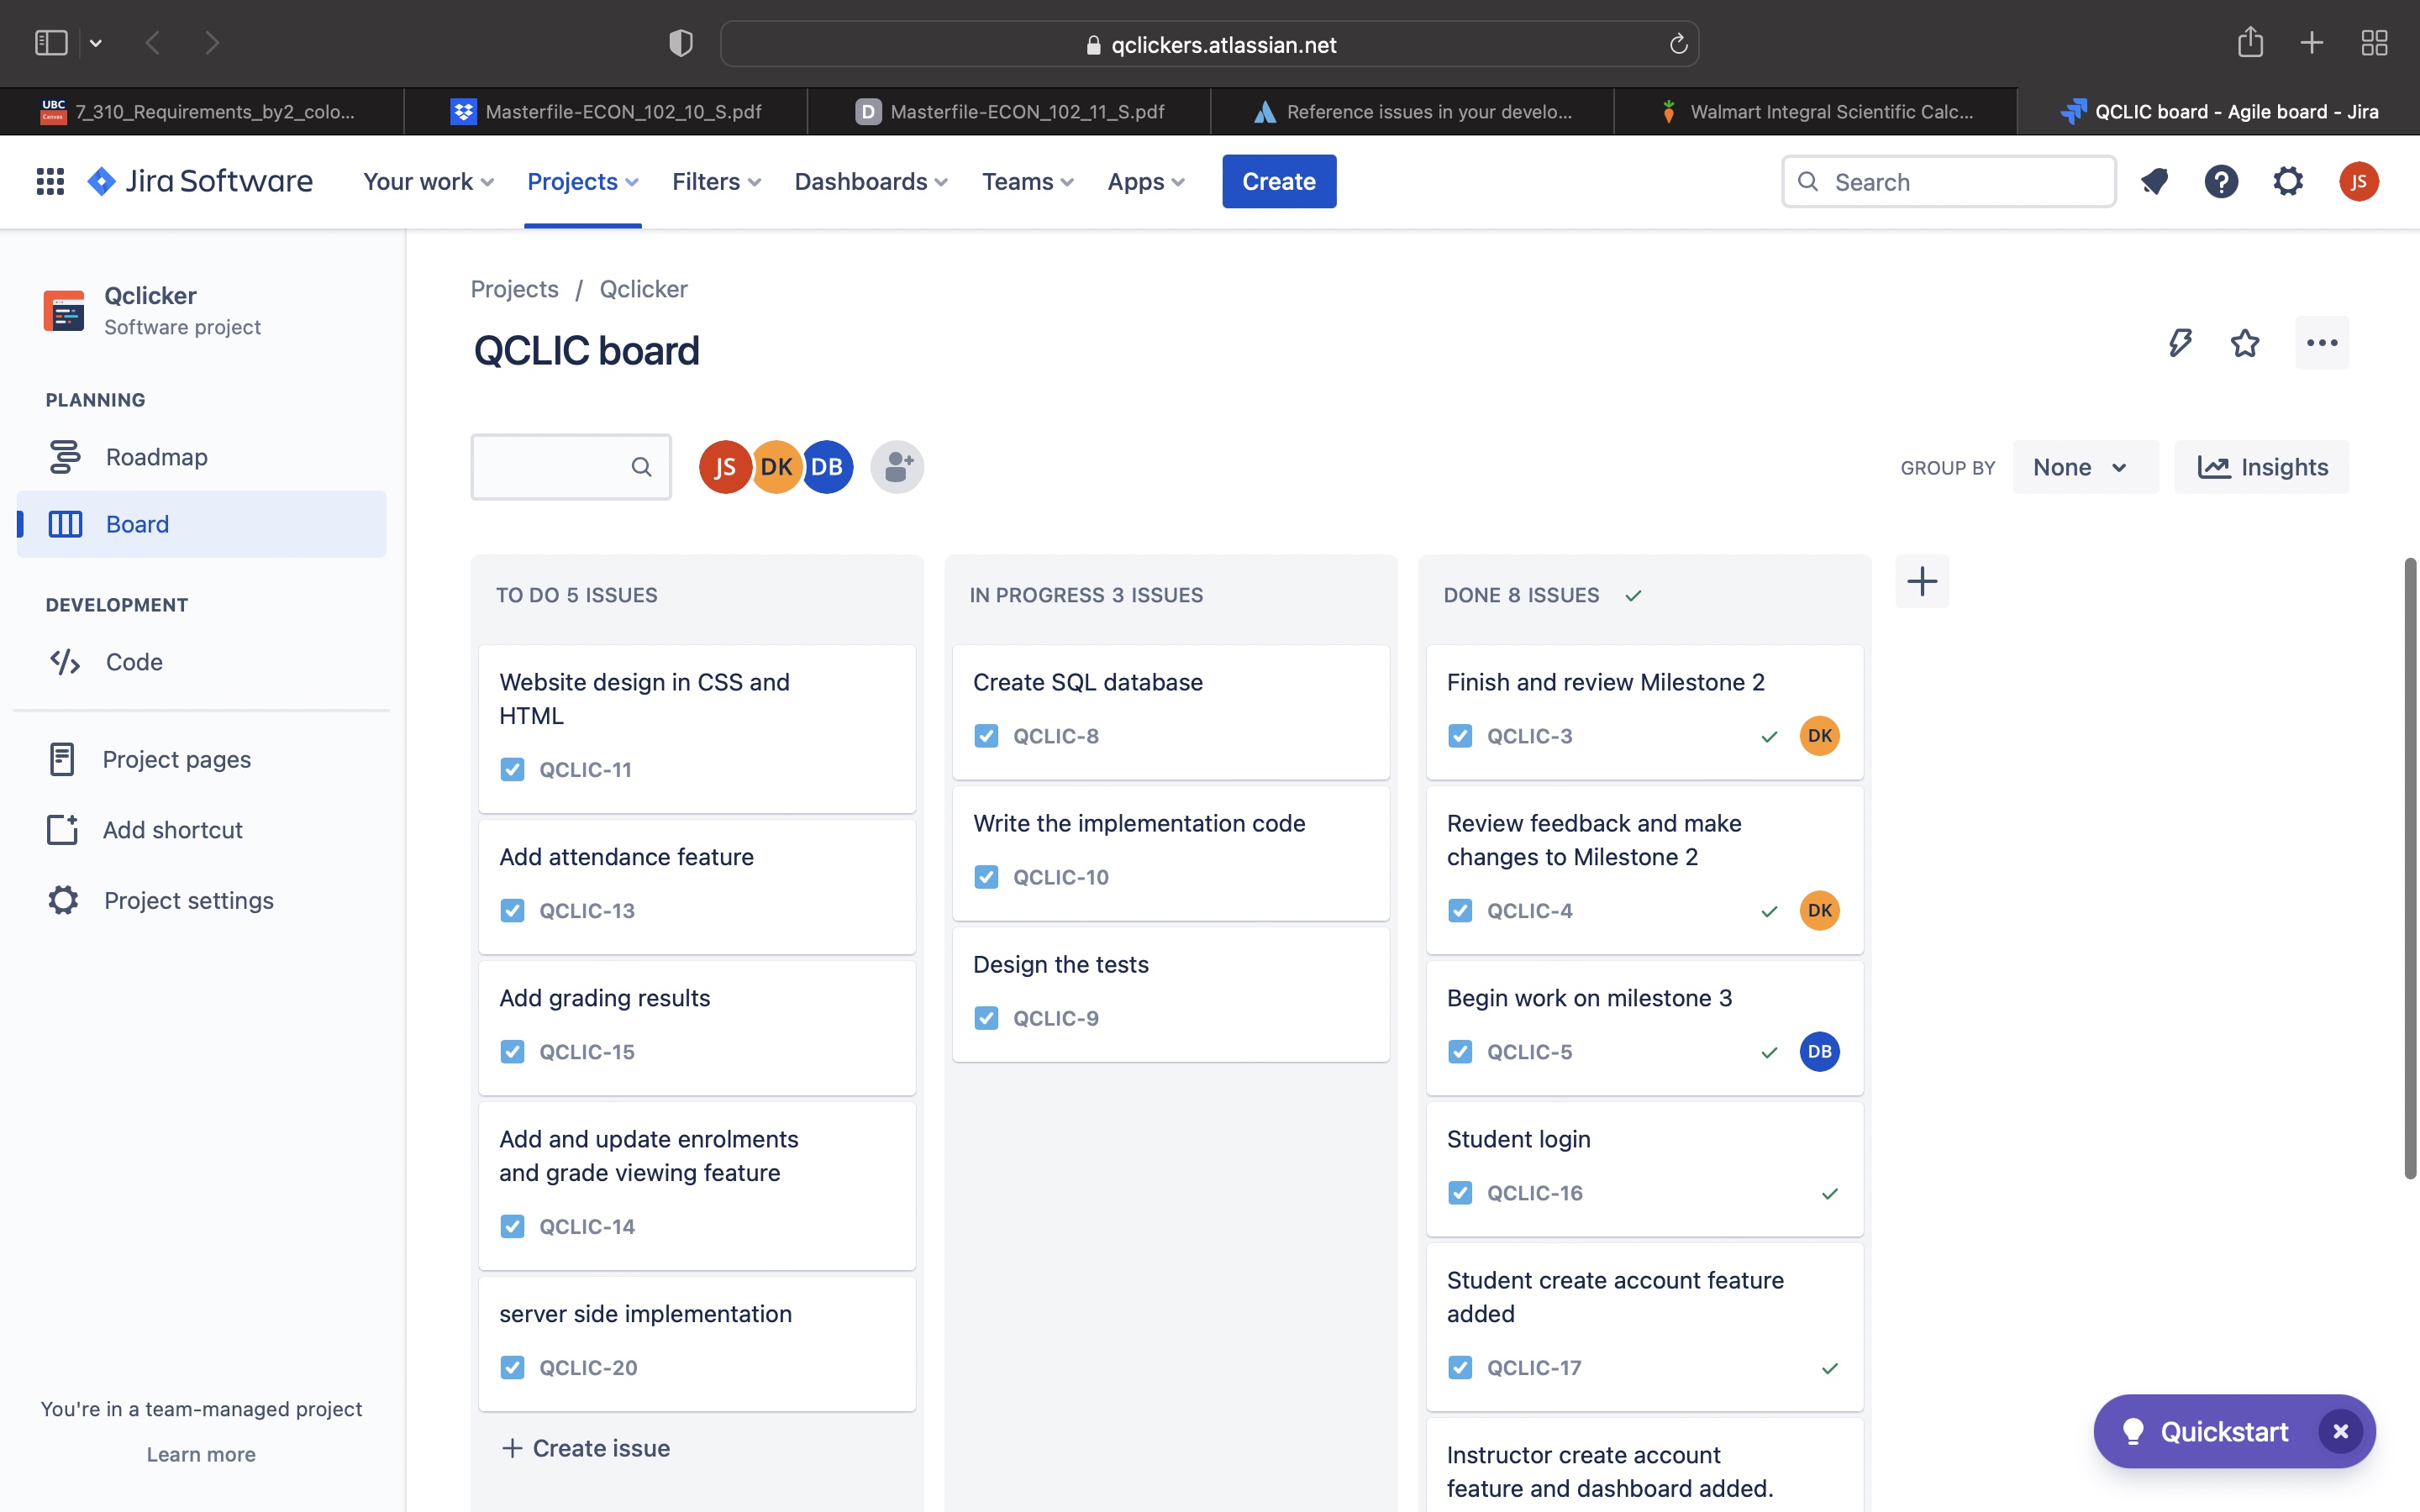 qclickers.atlassian.net
UBC Canvas 7_310_Requirements_by2_colo...
Masterfile-ECON_102_10_S.pdf
D Masterfile-ECON_102_11_S.pdf
Reference issues in your develo...
Walmart Integral Scientific Calc...
QCLIC board - Agile board - Jira
Jira Software
Your work
Projects
Filters
Dashboards
Teams
Apps
Create
Search
JS
Qclicker
Software project
PLANNING
Roadmap
Board
DEVELOPMENT
Code
Project pages
Add shortcut
Project settings
You're in a team-managed project
Learn more
Projects / Qclicker
QCLIC board
JS DK DB
GROUP BY None
Insights
TO DO 5 ISSUES
Website design in CSS and
HTML
QCLIC-11
Add attendance feature
QCLIC-13
Add grading results
QCLIC-15
Add and update enrolments
and grade viewing feature
QCLIC-14
server side implementation
QCLIC-20
+ Create issue
IN PROGRESS 3 ISSUES
Create SQL database
QCLIC-8
Write the implementation code
QCLIC-10
Design the tests
QCLIC-9
DONE 8 ISSUES
Finish and review Milestone 2
QCLIC-3 DK
Review feedback and make
changes to Milestone 2
QCLIC-4 DK
Begin work on milestone 3
QCLIC-5 DB
Student login
QCLIC-16
Student create account feature
added
QCLIC-17
Instructor create account
feature and dashboard added.
Quickstart